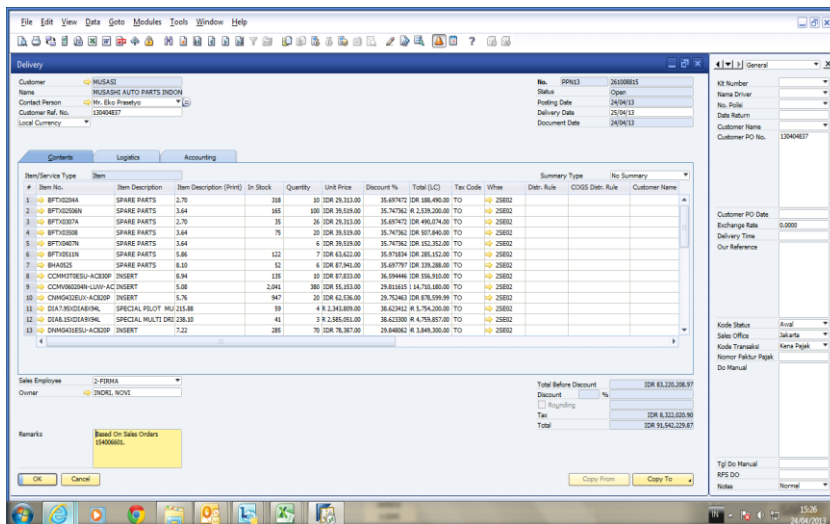 File Edit View Data Goto Modules Tools Window Help
Delivery
Customer MUSASI
Name MUSASHI AUTO PARTS INDON
Contact Person Mr. Eko Prasetyo
Customer Ref. No. 130404837
Local Currency
No. PPN13 261008815
Status Open
Posting Date 24/04/13
Delivery Date 25/04/13
Document Date 24/04/13
Contents Logistics Accounting
Item/Service Type Item Summary Type No Summary
# Item No. Item Description Item Description (Print) In Stock Quantity Unit Price Discount % Total (LC) Tax Code Whse Distr. Rule COGS Distr. Rule Customer Name
1 BFTX0204A SPARE PARTS 2.70 318 10 IDR 29,313.00 35.697472 IDR 188,490.00 TO 2SE02
2 BFTX02506N SPARE PARTS 3.64 165 100 IDR 39,519.00 35.747362 R 2,539,200.00 TO 2SE02
3 BFTX0307A SPARE PARTS 2.70 35 26 IDR 29,313.00 35.697472 IDR 490,074.00 TO 2SE02
4 BFTX03508 SPARE PARTS 3.64 75 20 IDR 39,519.00 35.747362 IDR 507,840.00 TO 2SE02
5 BFTX0407N SPARE PARTS 3.64 6 IDR 39,519.00 35.747362 IDR 152,352.00 TO 2SE02
6 BFTX0511N SPARE PARTS 5.86 122 7 IDR 63,622.00 35.971834 IDR 285,152.00 TO 2SE02
7 BHA0525 SPARE PARTS 8.10 52 6 IDR 87,941.00 35.697797 IDR 339,288.00 TO 2SE02
8 CCMM3T0ESU-AC830P INSERT 8.94 135 10 IDR 87,833.00 36.594446 IDR 556,910.00 TO 2SE02
9 CCMV060204N-LUW-AC INSERT 5.08 2,041 380 IDR 55,153.00 29.811615 14,710,180.00 TO 2SE02
10 CNMG432EUX-AC820P INSERT 5.76 947 20 IDR 62,536.00 29.752463 IDR 878,599.99 TO 2SE02
11 DIA7.9SXDIA8X94L SPECIAL PILOT MU 215.88 59 4 R 2,343,809.00 38.623412 R 5,754,200.00 TO 2SE02
12 DIA8.1SXDIA9X94L SPECIAL MULTI DRI 238.10 41 3 R 2,585,051.00 38.623300 R 4,759,857.00 TO 2SE02
13 DNMG431ESU-AC820P INSERT 7.22 285 70 IDR 78,387.00 29.848062 R 3,849,300.00 TO 2SE02
Sales Employee 2-FIRMA
Owner INDRI, NOVI
Total Before Discount IDR 83,220,208.97
Discount %
Rounding
Tax IDR 8,322,020.90
Total IDR 91,542,229.87
Remarks Based On Sales Orders
154006601.
OK Cancel Copy From Copy To
General
Kit Number
Nama Driver
No. Polisi
Date Return
Customer Name
Customer PO No. 130404837
Customer PO Date
Exchange Rate 0.0000
Delivery Time
Our Reference
Kode Status Awal
Sales Office Jakarta
Kode Transaksi Kena Pajak
Nomor Faktur Pajak
Do Manual
Tgl Do Manual
RFS DO
Notes Normal
IN 15:26
24/04/2013